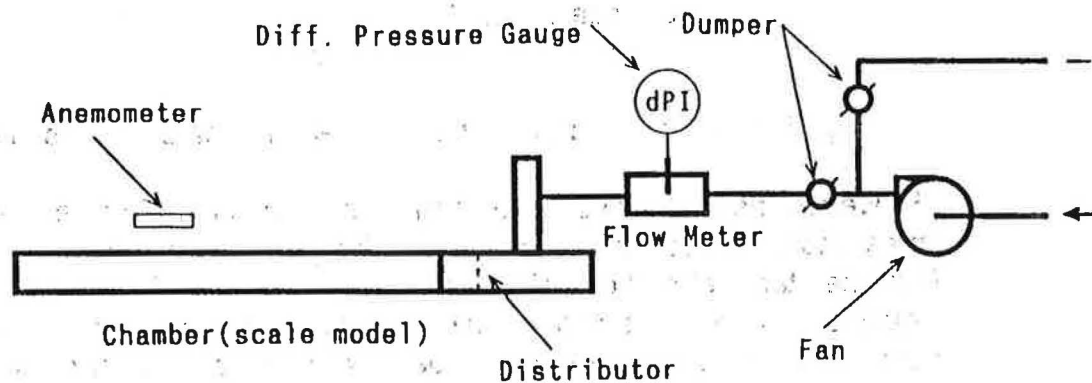 Diff. Pressure Gauge
Dumper
dPI
Anemometer
Flow Meter
Chamber(scale model)
Distributor
Fan